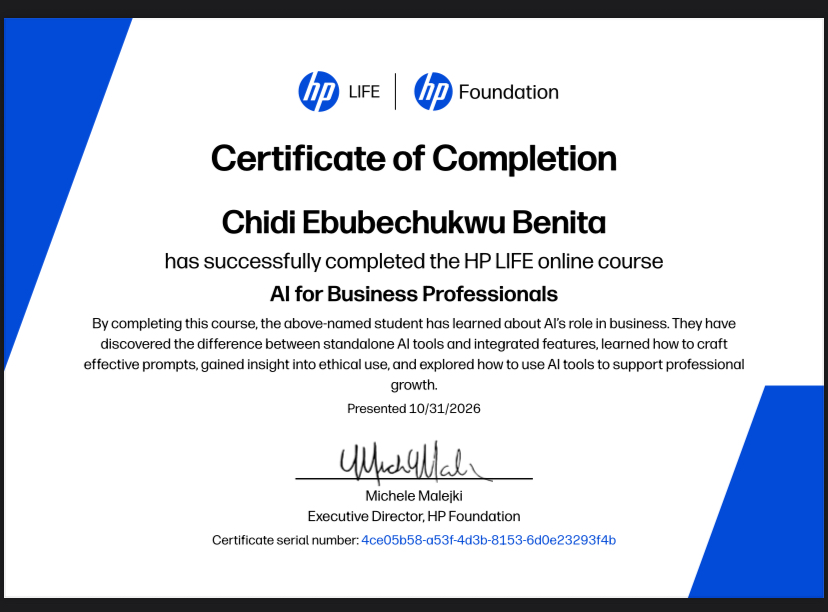 hp LIFE | hp Foundation
Certificate of Completion
Chidi Ebubechukwu Benita
has successfully completed the HP LIFE online course
AI for Business Professionals
By completing this course, the above-named student has learned about AI's role in business. They have
discovered the difference between standalone AI tools and integrated features, learned how to craft
effective prompts, gained insight into ethical use, and explored how to use AI tools to support professional
growth.
Presented 10/31/2026
Michele Malejki
Executive Director, HP Foundation
Certificate serial number: 4ce05b58-a53f-4d3b-8153-6d0e23293f4b